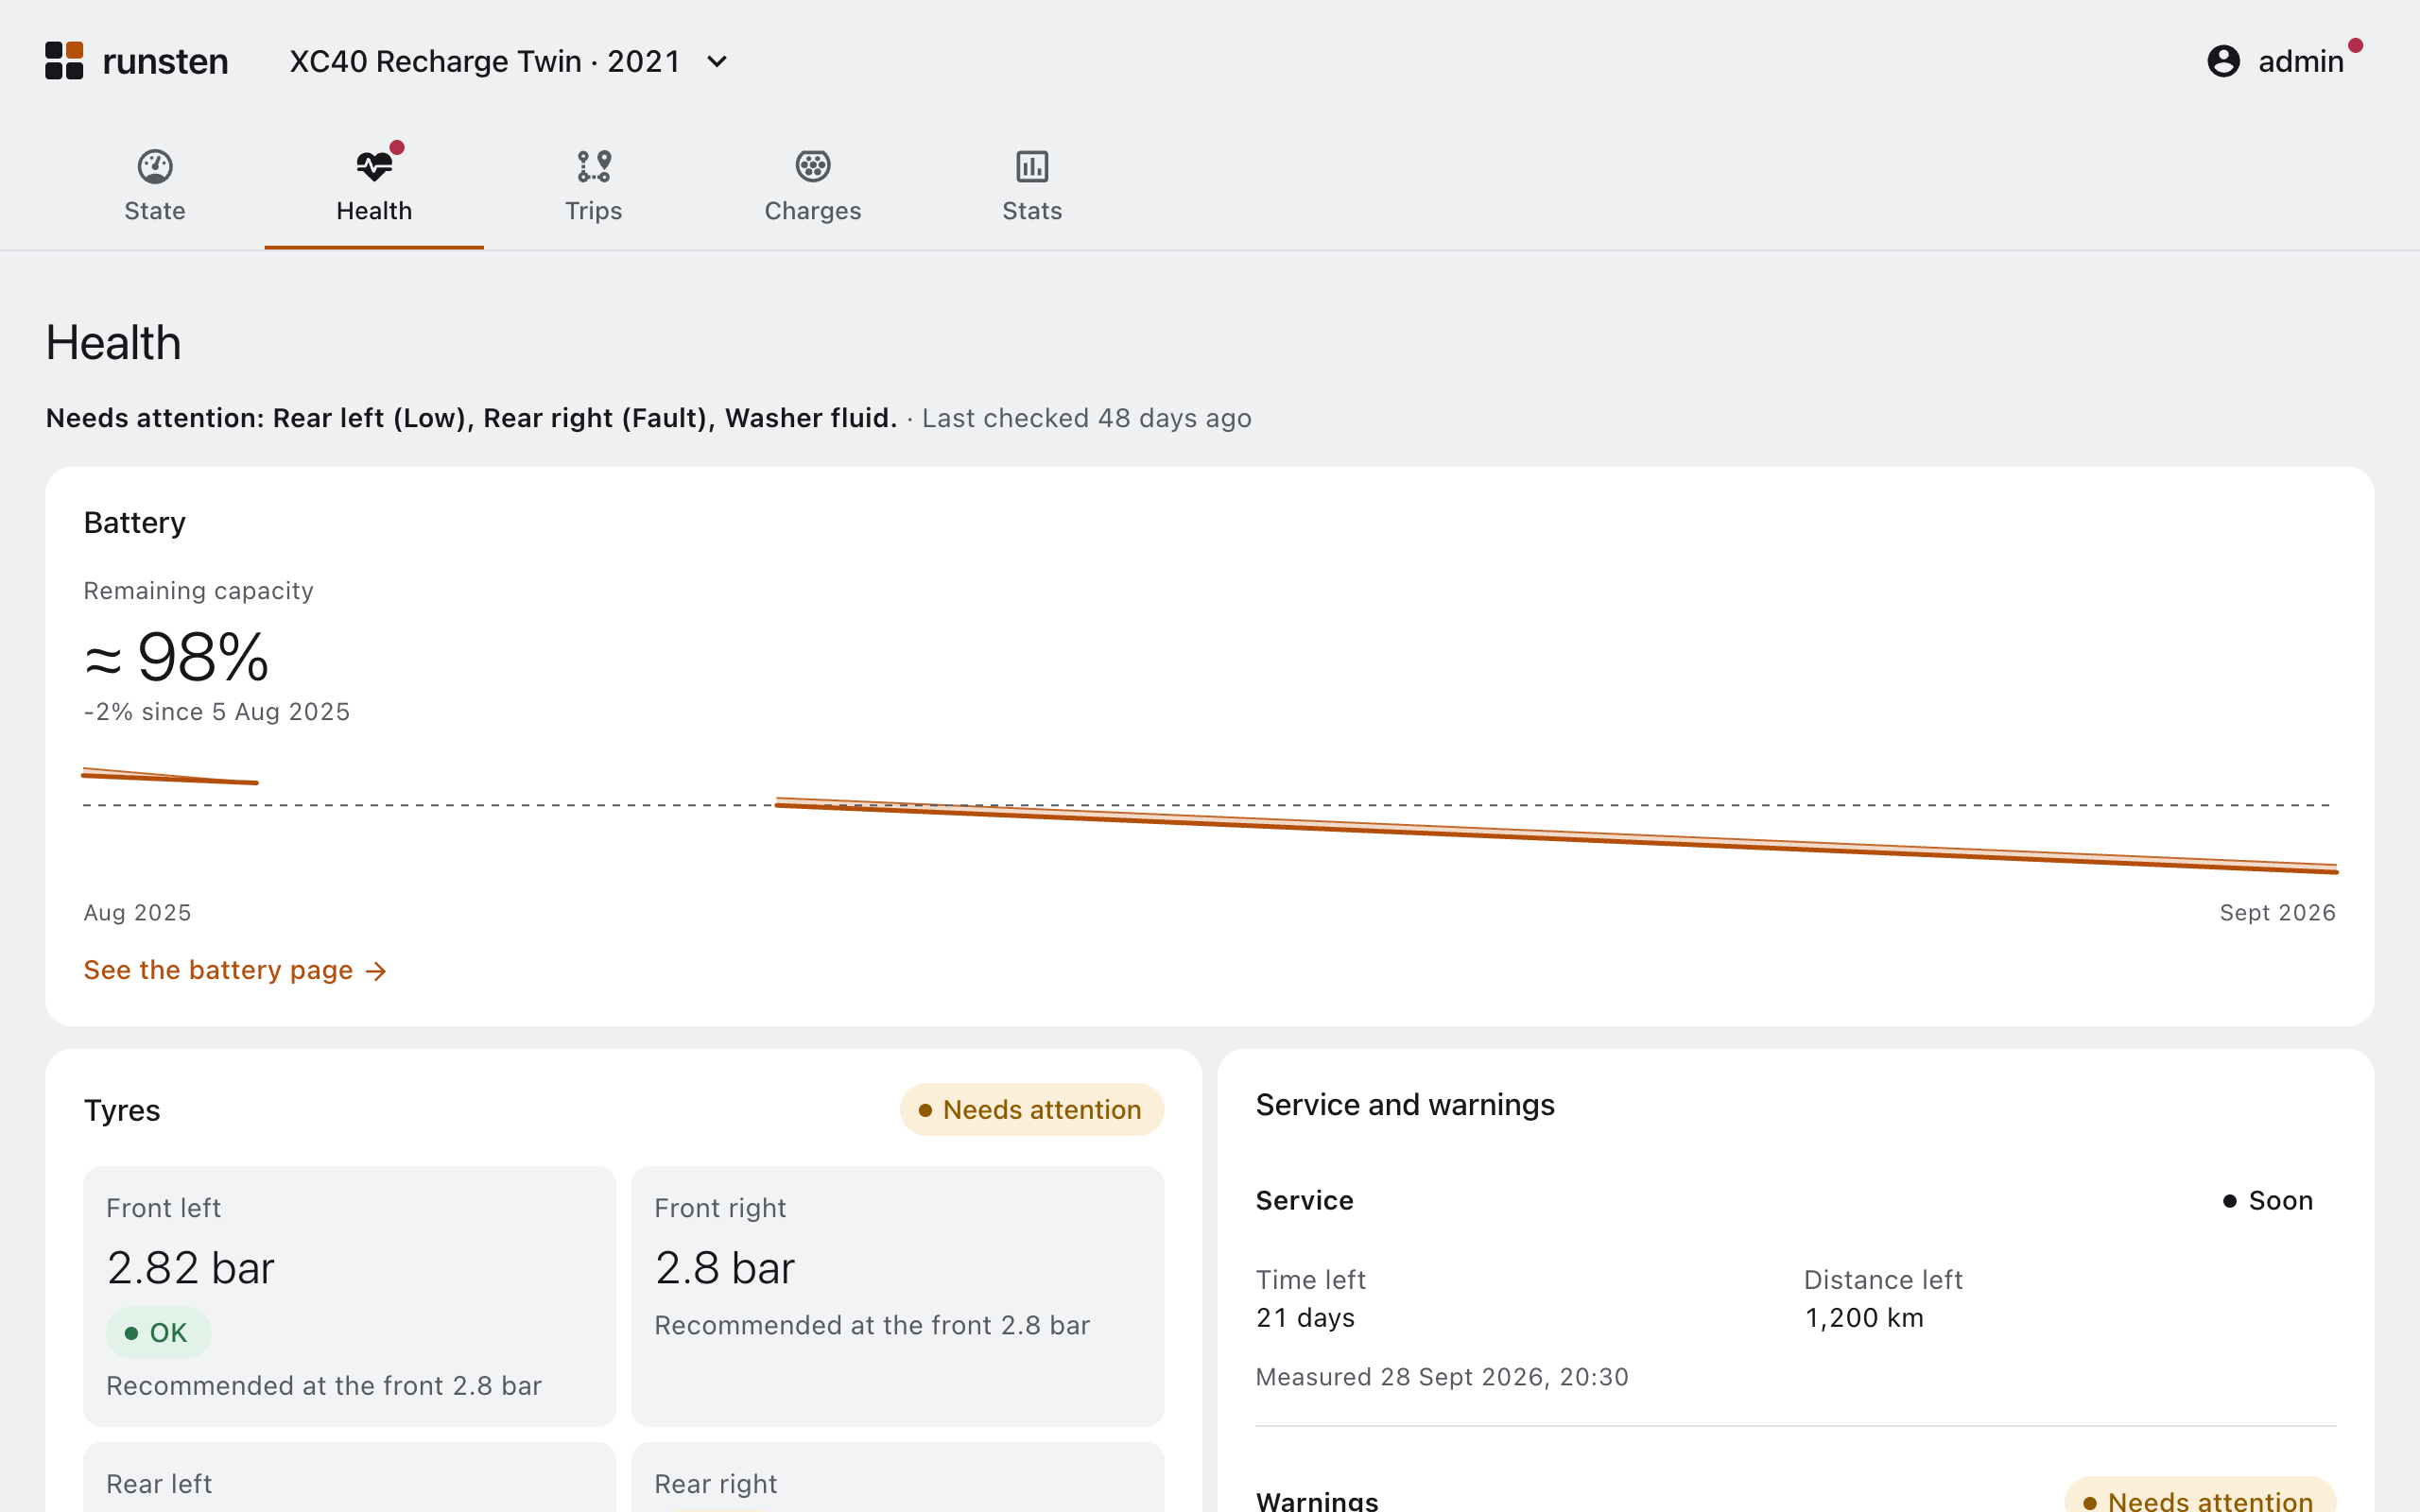 runsten
XC40 Recharge Twin · 2021
admin
State
Health
Trips
Charges
Stats
Health
Needs attention: Rear left (Low), Rear right (Fault), Washer fluid. · Last checked 48 days ago
Battery
Remaining capacity
≈ 98%
-2% since 5 Aug 2025
Aug 2025
Sept 2026
See the battery page →
Tyres
Needs attention
Front left
2.82 bar
OK
Recommended at the front 2.8 bar
Front right
2.8 bar
Recommended at the front 2.8 bar
Rear left
Rear right
Service and warnings
Service
Soon
Time left
21 days
Distance left
1,200 km
Measured 28 Sept 2026, 20:30
Warnings
Needs attention